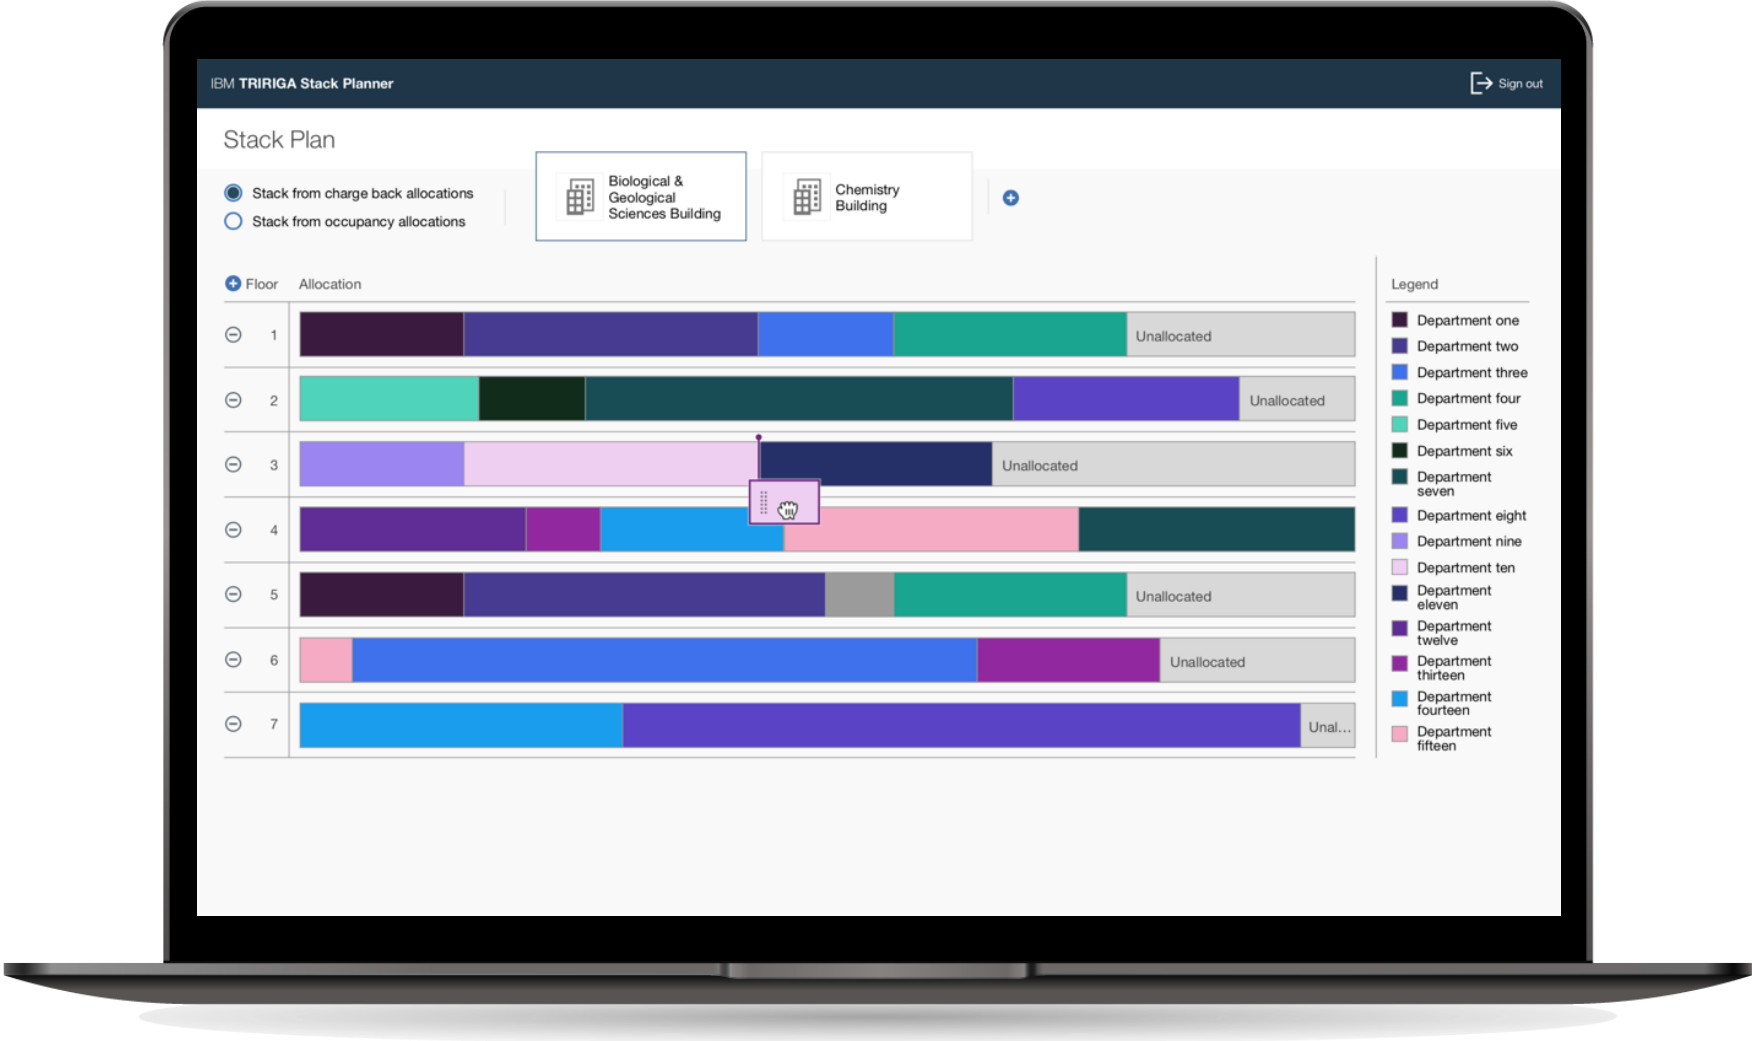 IBM TRIRIGA Stack Planner
Sign out
Stack Plan
Stack from charge back allocations
Stack from occupancy allocations
Biological &
Geological
Sciences Building
Chemistry
Building
Floor
Allocation
1
Unallocated
2
Unallocated
3
Unallocated
4
5
Unallocated
6
Unallocated
7
Unal...
Legend
Department one
Department two
Department three
Department four
Department five
Department six
Department
seven
Department eight
Department nine
Department ten
Department
eleven
Department
twelve
Department
thirteen
Department
fourteen
Department
fifteen